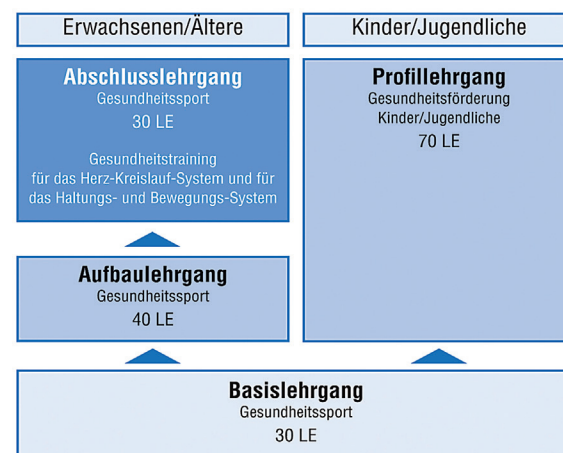 Erwachsenen/Ältere
Kinder/Jugendliche
Abschlusslehrgang
Gesundheitssport
30 LE
Gesundheitstraining
für das Herz-Kreislauf-System und für
das Haltungs- und Bewegungs-System
Profillehrgang
Gesundheitsförderung
Kinder/Jugendliche
70 LE
Aufbaulehrgang
Gesundheitssport
40 LE
Basislehrgang
Gesundheitssport
30 LE